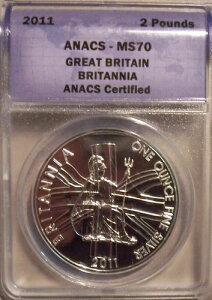 2011 2 Pounds
ANACS - MS70
GREAT BRITAIN
BRITANNIA
ANACS Certified
BRITANNIA
ONE OUNCE FINE SILVER
2011